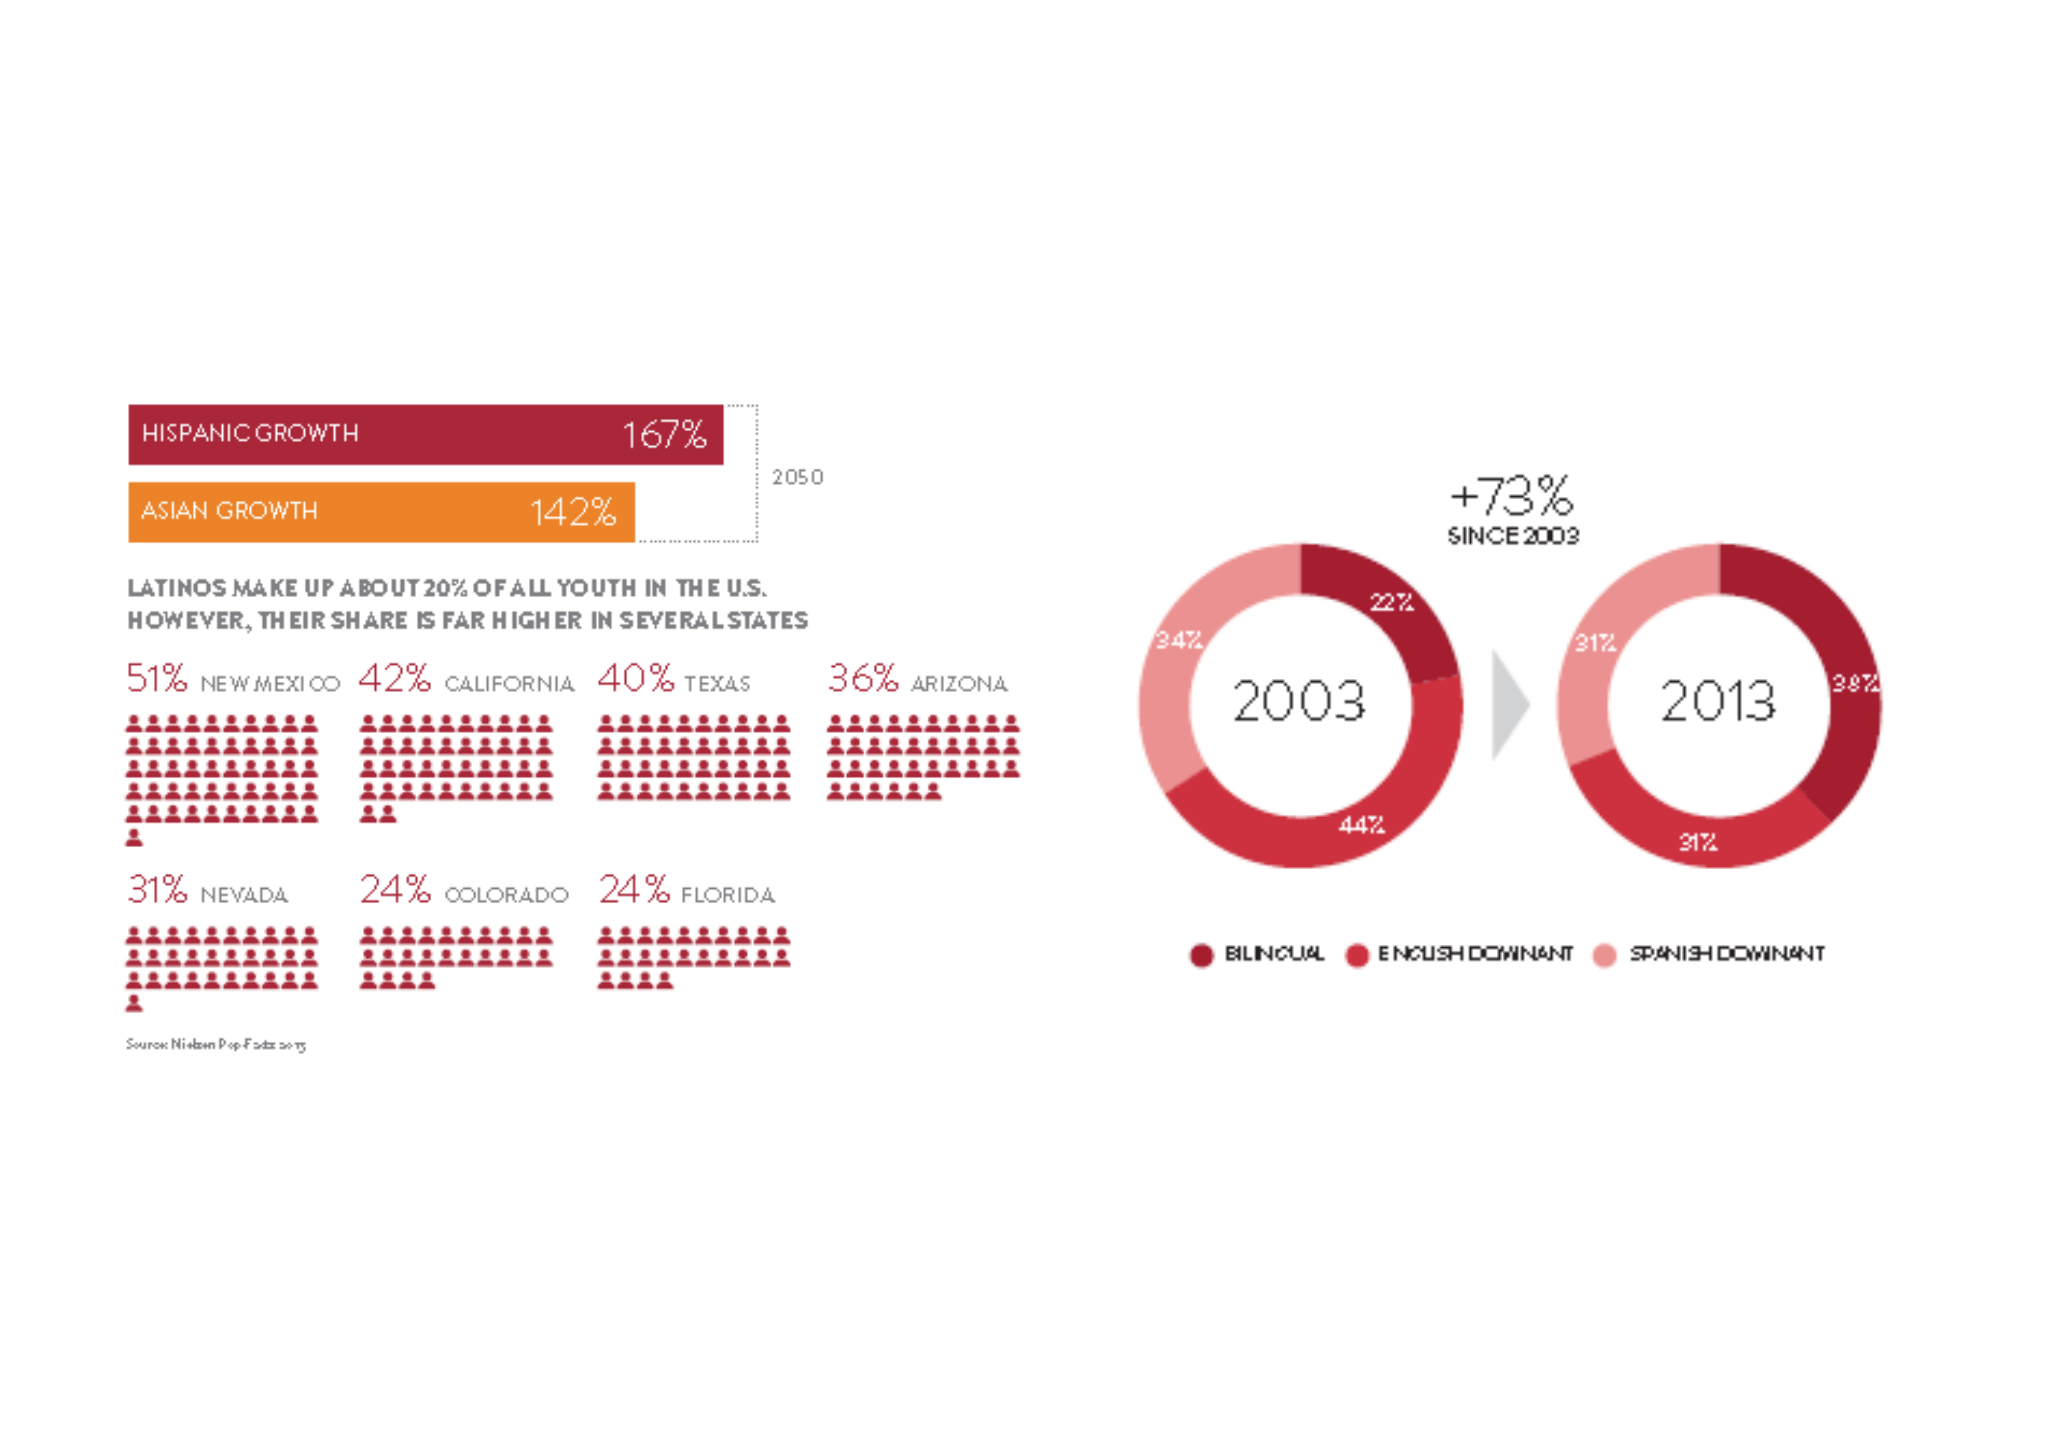 HISPANIC GROWTH 167%
2050
ASIAN GROWTH 142%
LATINOS MAKE UP ABOUT 20% OF ALL YOUTH IN THE U.S.
HOWEVER, THEIR SHARE IS FAR HIGHER IN SEVERAL STATES
51% NEW MEXICO 42% CALIFORNIA 40% TEXAS 36% ARIZONA
31% NEVADA 24% COLORADO 24% FLORIDA
Source: Nielsen Pop-Facts 2013
+73%
SINCE 2003
22%
34%
2003
44%
31%
38%
2013
31%
BILINGUAL ENGLISH DOMINANT SPANISH DOMINANT